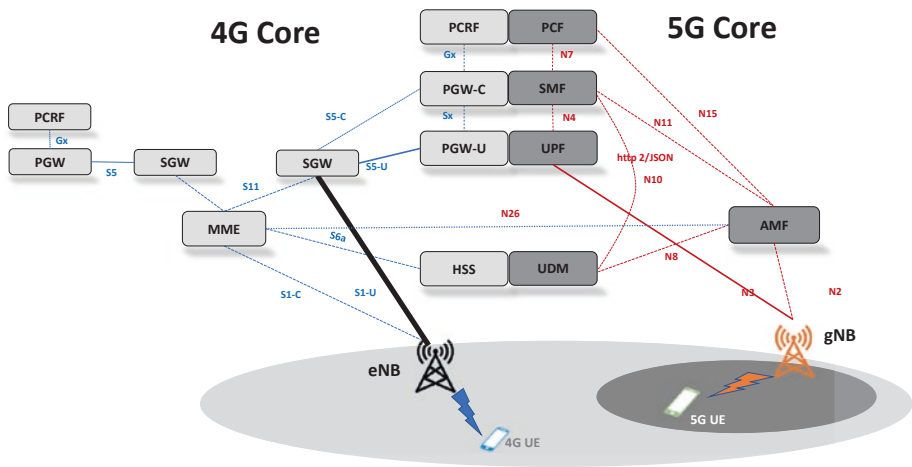 4G Core
5G Core
PCRF
PCF
Gx
N7
PGW-C
SMF
PCRF
S5-C
Sx
N4
N11
N15
Gx
PGW
S5
SGW
SGW
S5-U
PGW-U
UPF
http 2/JSON
N10
S11
MME
N26
AMF
S6a
HSS
UDM
N8
S1-C
S1-U
N3
N2
gNB
eNB
5G UE
4G UE